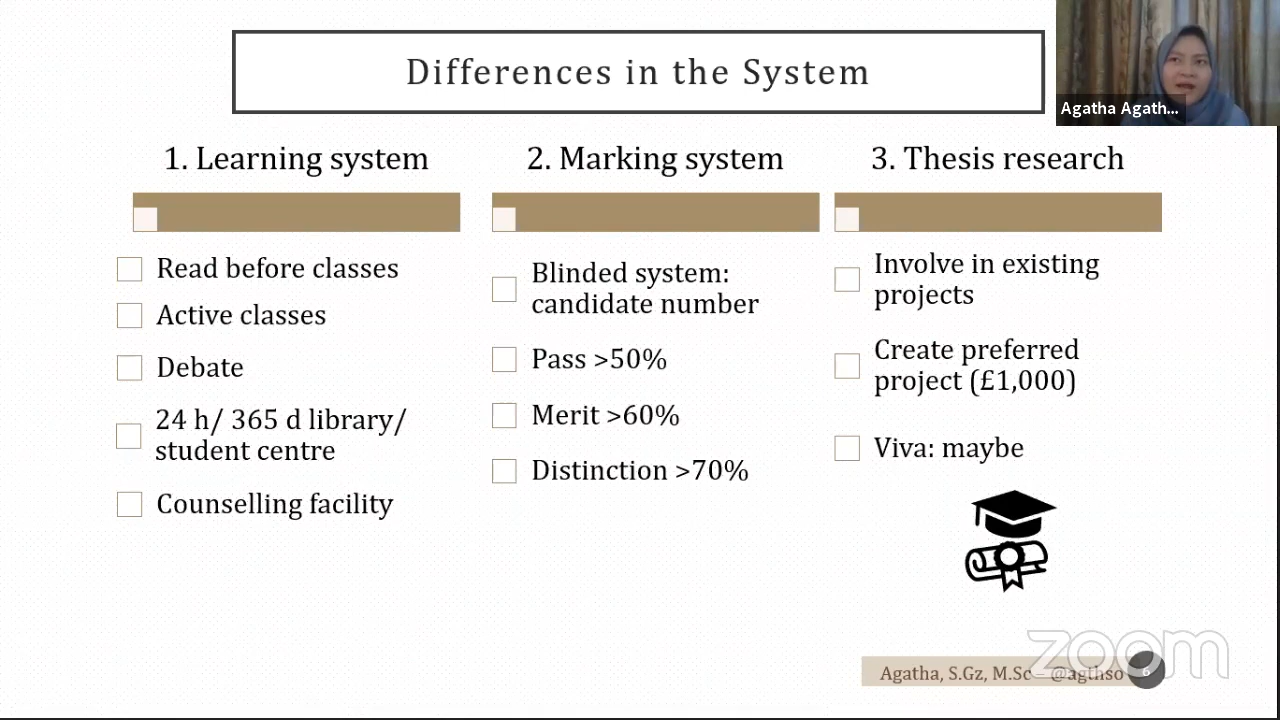 Differences in the System
Agatha Agath...
1. Learning system
Read before classes
Active classes
Debate
24 h/ 365 d library/
student centre
Counselling facility
2. Marking system
Blinded system:
candidate number
Pass >50%
Merit >60%
Distinction >70%
3. Thesis research
Involve in existing
projects
Create preferred
project (£1,000)
Viva: maybe
Agatha, S.Gz, M.Sc – @agthso
6
zoom